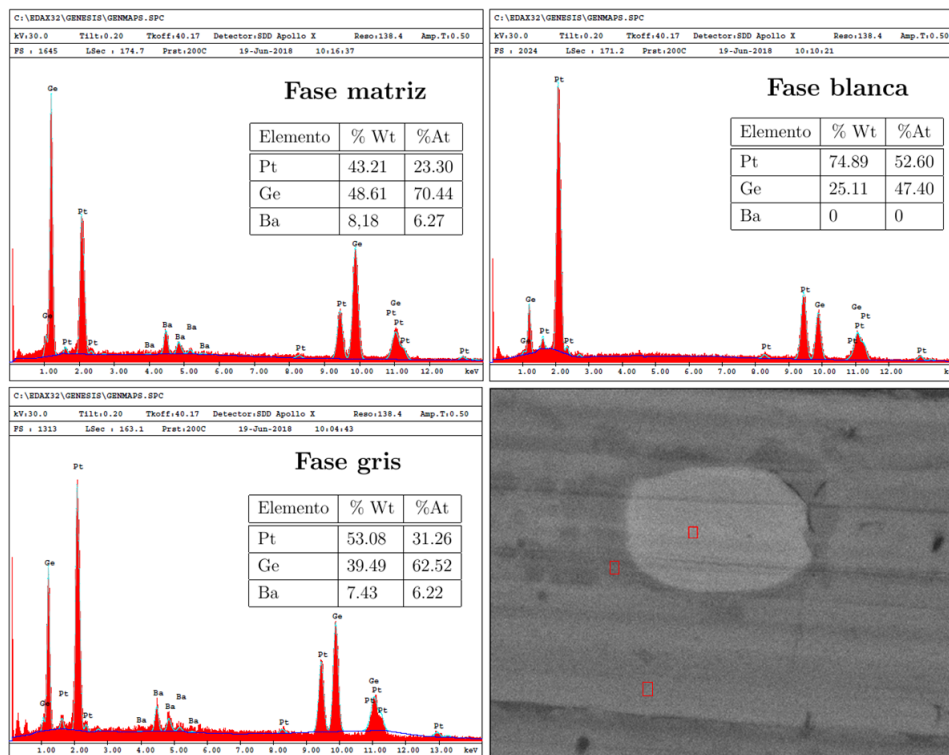 C:\EDAX32\GENESIS\GENMAPS.SPC
kV:30.0 Tilt:0.20 Tkoff:40.17 Detector:SDD Apollo X Reso:138.4 Amp.T:0.50
FS : 1645 LSec : 174.7 Prst:200C 19-Jun-2018 10:16:37
Fase matriz
Elemento % Wt %At
Pt 43.21 23.30
Ge 48.61 70.44
Ba 8,18 6.27
Ge
Pt
Ge
Pt
Pt
Ba
Ba
Ba
Ba
Ba
Pt
Pt
Ge
Ge
Pt
Pt
Pt
1.00 2.00 3.00 4.00 5.00 6.00 7.00 8.00 9.00 10.00 11.00 12.00 keV
C:\EDAX32\GENESIS\GENMAPS.SPC
kV:30.0 Tilt:0.20 Tkoff:40.17 Detector:SDD Apollo X Reso:138.4 Amp.T:0.50
FS : 2024 LSec : 171.2 Prst:200C 19-Jun-2018 10:10:21
Fase blanca
Elemento % Wt %At
Pt 74.89 52.60
Ge 25.11 47.40
Ba 0 0
Pt
Ge
Ge
Pt
Pt
Pt
Pt
Ge
Ge
Pt
Pt
Pt
1.00 2.00 3.00 4.00 5.00 6.00 7.00 8.00 9.00 10.00 11.00 12.00 13.00 k
C:\EDAX32\GENESIS\GENMAPS.SPC
kV:30.0 Tilt:0.20 Tkoff:40.17 Detector:SDD Apollo X Reso:138.4 Amp.T:0.50
FS : 1313 LSec : 163.1 Prst:200C 19-Jun-2018 10:04:43
Fase gris
Elemento % Wt %At
Pt 53.08 31.26
Ge 39.49 62.52
Ba 7.43 6.22
Pt
Ge
Ge
Pt
Pt
Ba
Ba
Ba
Ba
Ba
Pt
Pt
Ge
Ge
Pt
Pt
Pt
1.00 2.00 3.00 4.00 5.00 6.00 7.00 8.00 9.00 10.00 11.00 12.00 13.00 keV